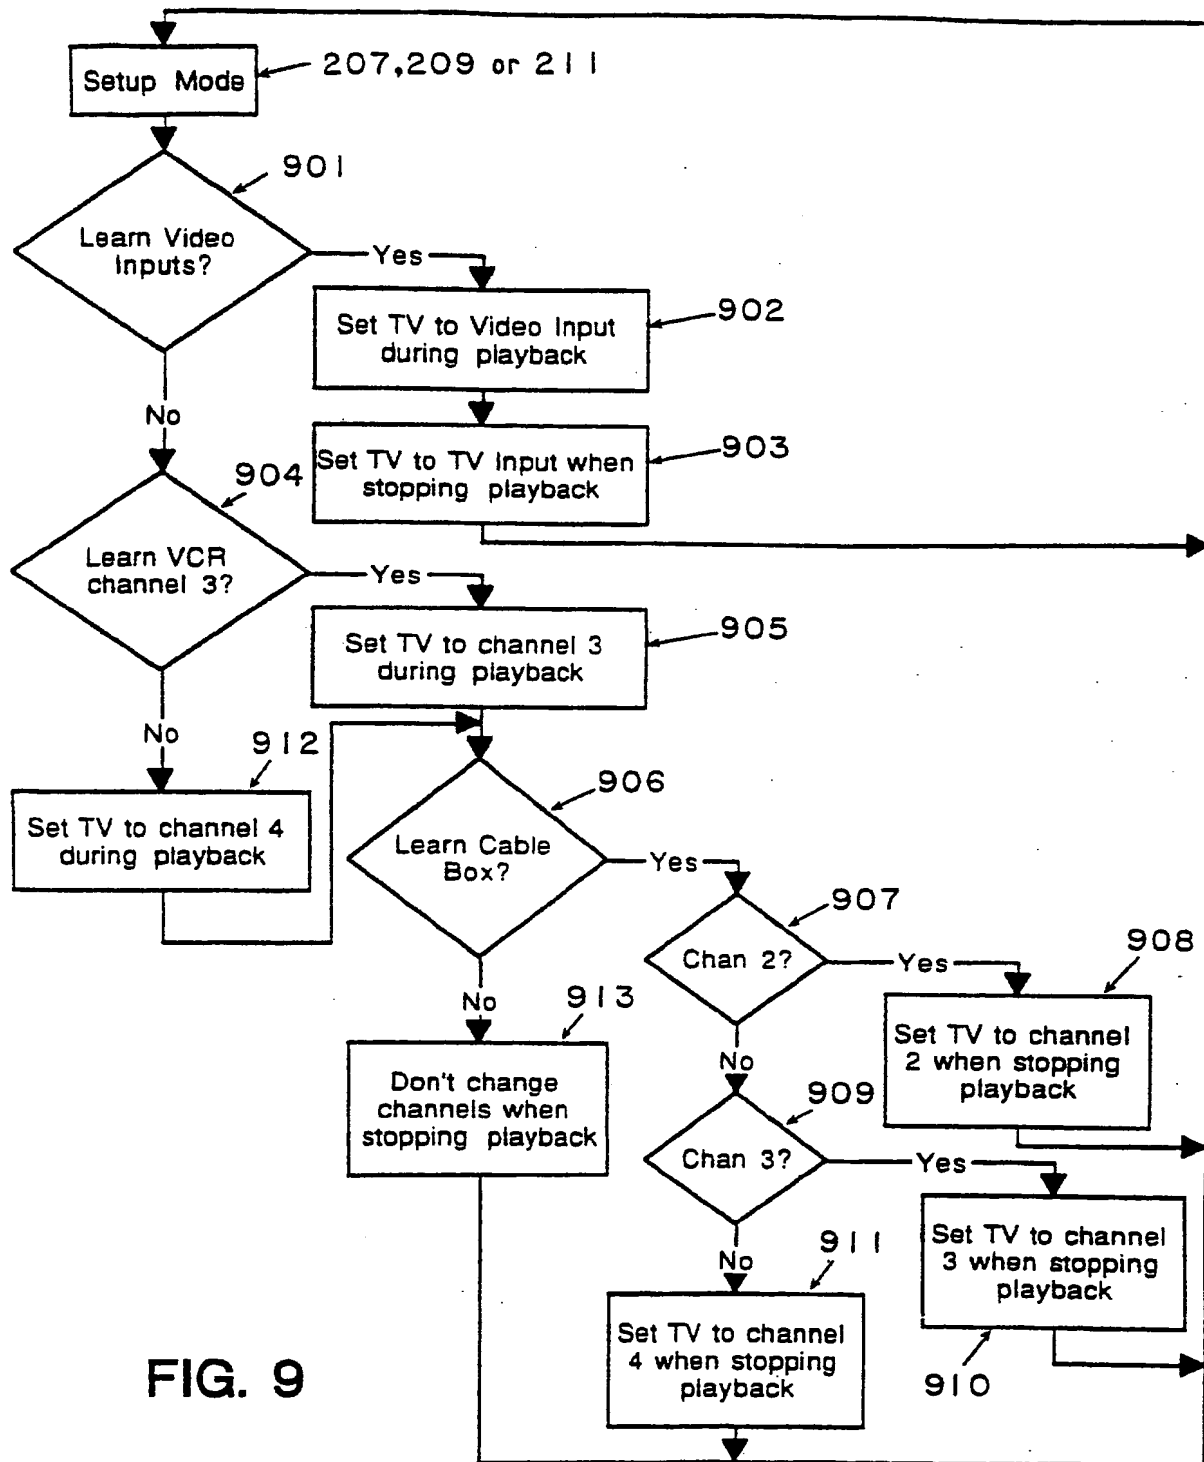 Setup Mode
207,209 or 211
901
Learn Video
Inputs?
Yes
Set TV to Video Input
during playback
902
No
Set TV to TV Input when
stopping playback
903
904
Learn VCR
channel 3?
Yes
Set TV to channel 3
during playback
905
No
912
Set TV to channel 4
during playback
906
Learn Cable
Box?
Yes
907
Chan 2?
Yes
908
Set TV to channel
2 when stopping
playback
No
913
Don't change
channels when
stopping playback
No
909
Chan 3?
Yes
Set TV to channel
3 when stopping
playback
910
No
911
Set TV to channel
4 when stopping
playback
FIG. 9